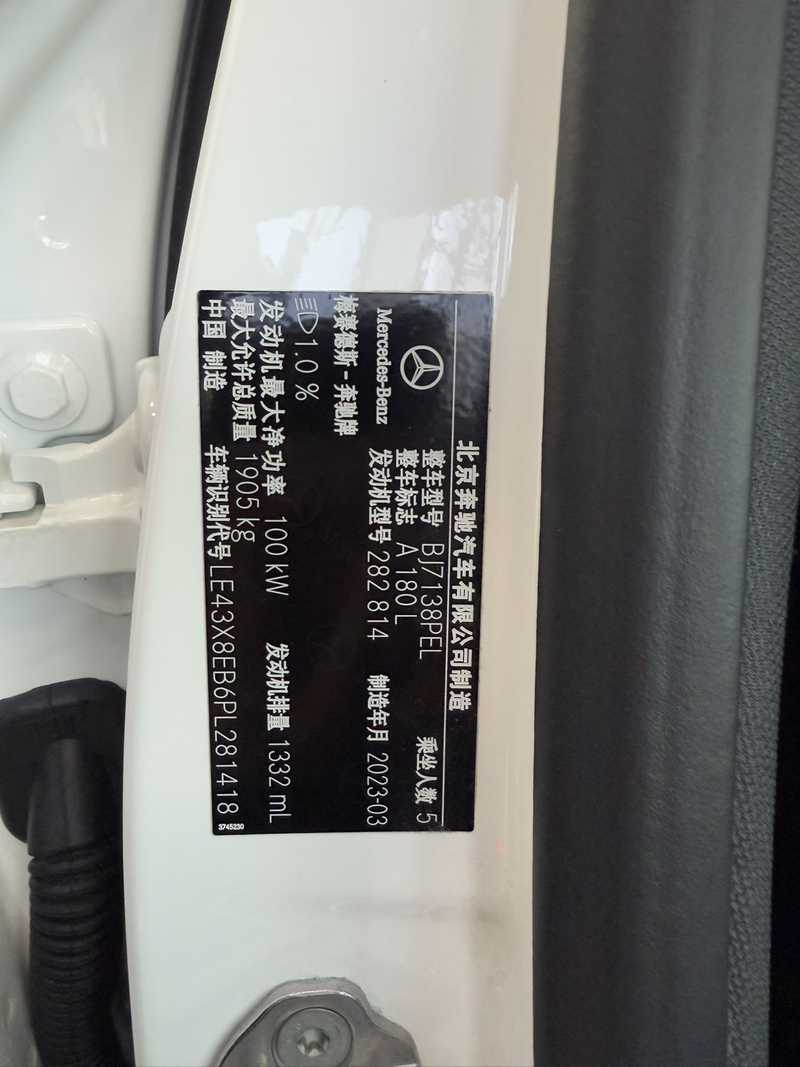 北京奔驰汽车有限公司制造
Mercedes-Benz
整车型号 BJ7138PEL
整车标志 A 180 L 乘坐人数 5
发动机型号 282 814 制造年月 2023-03
梅赛德斯-奔驰牌
1.0 %
发动机最大净功率 100 kW 发动机排量 1332 mL
最大允许总质量 1905 kg
中国 制造 车辆识别代号 LE43X8EB6PL281418
3745230